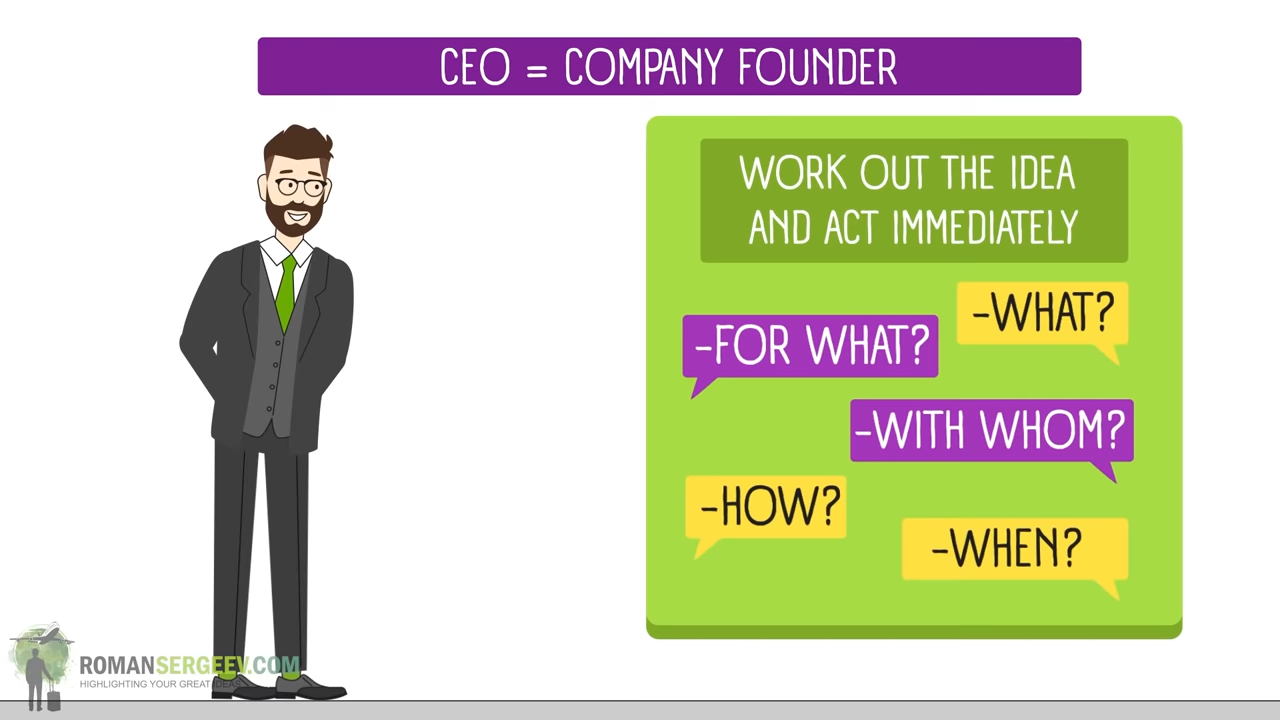 CEO = COMPANY FOUNDER
WORK OUT THE IDEA
AND ACT IMMEDIATELY
-WHAT?
-FOR WHAT?
-WITH WHOM?
-HOW?
-WHEN?
ROMANSERGEEV.COM
HIGHLIGHTING YOUR GREAT IDEAS